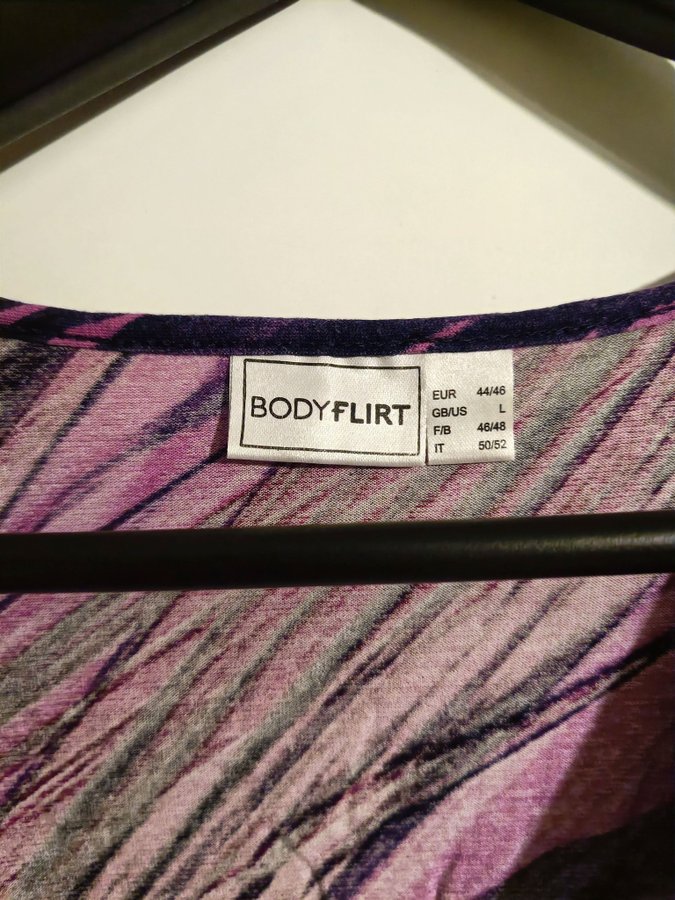 BODYFLIRT
EUR 44/46
GB/US L
F/B 46/48
IT 50/52